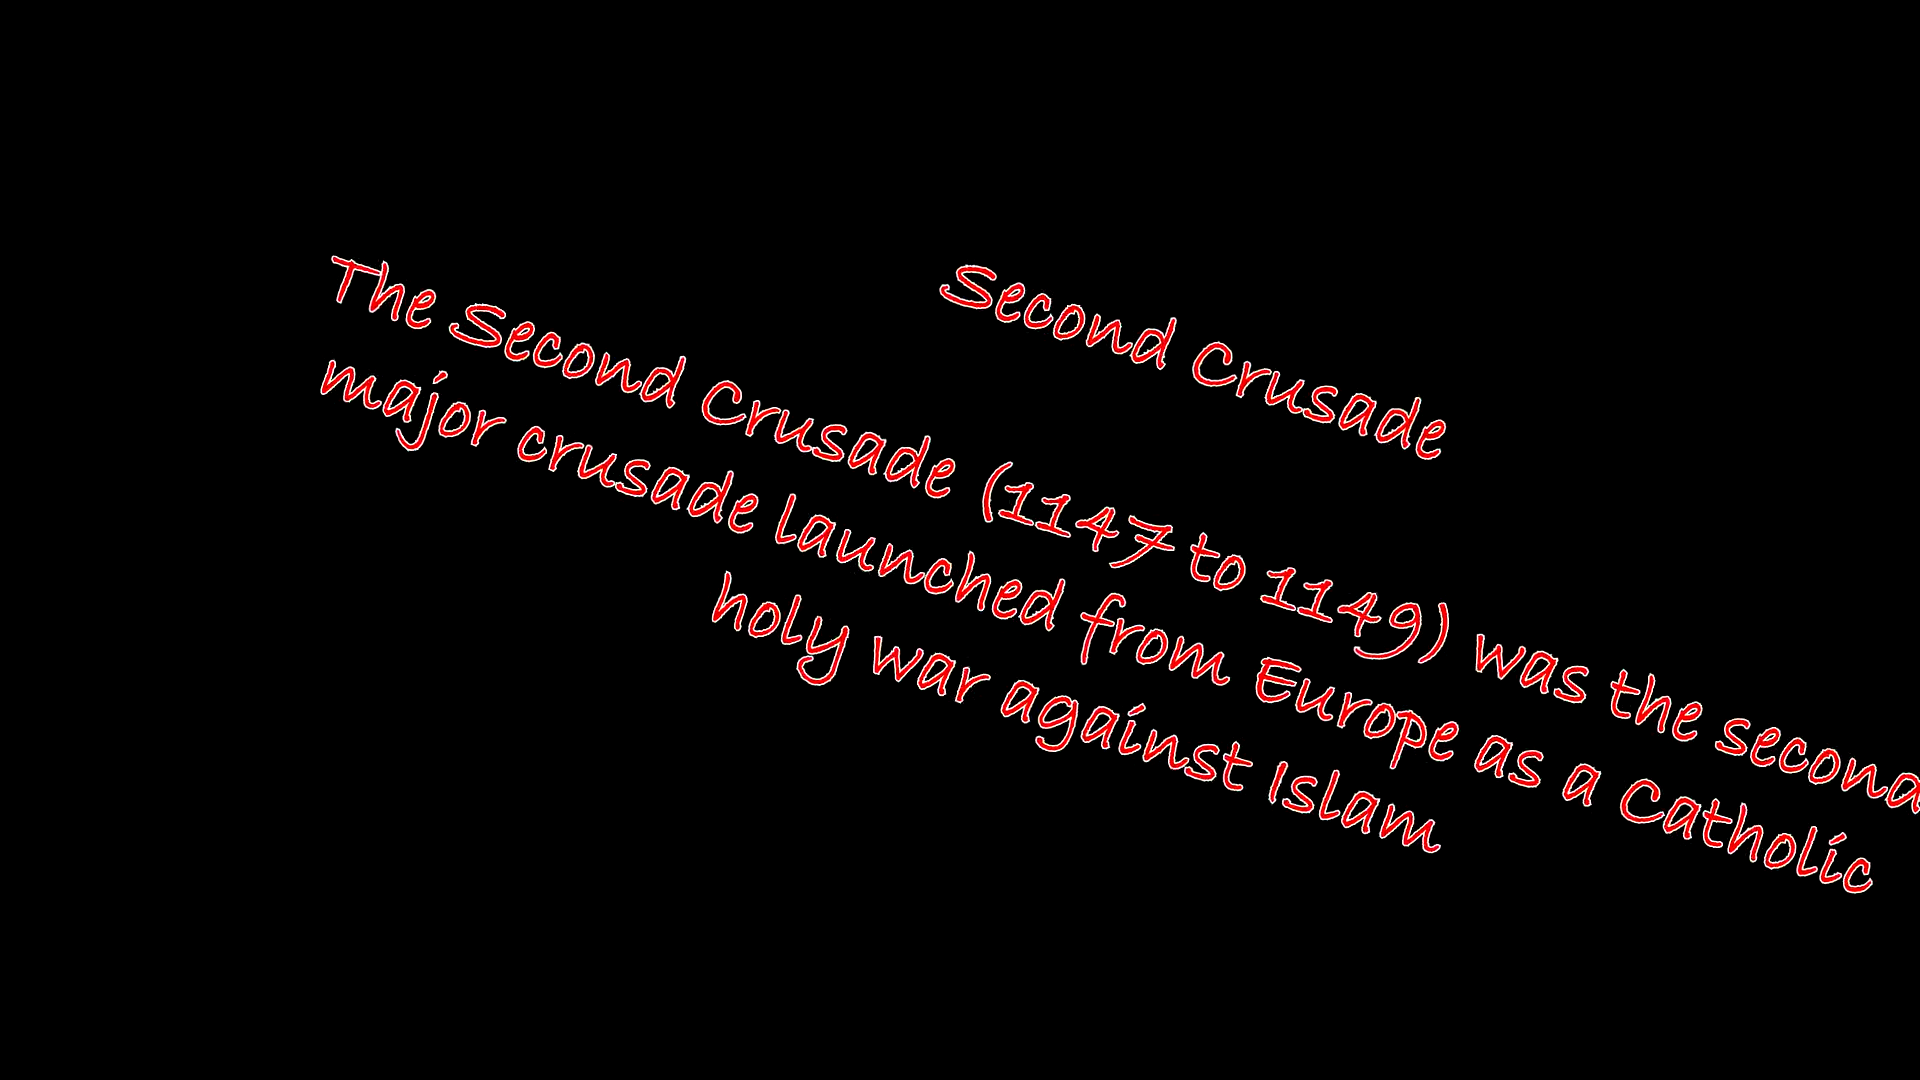 Second Crusade
The Second Crusade (1147 to 1149) was the second
major crusade launched from Europe as a Catholic
holy war against Islam